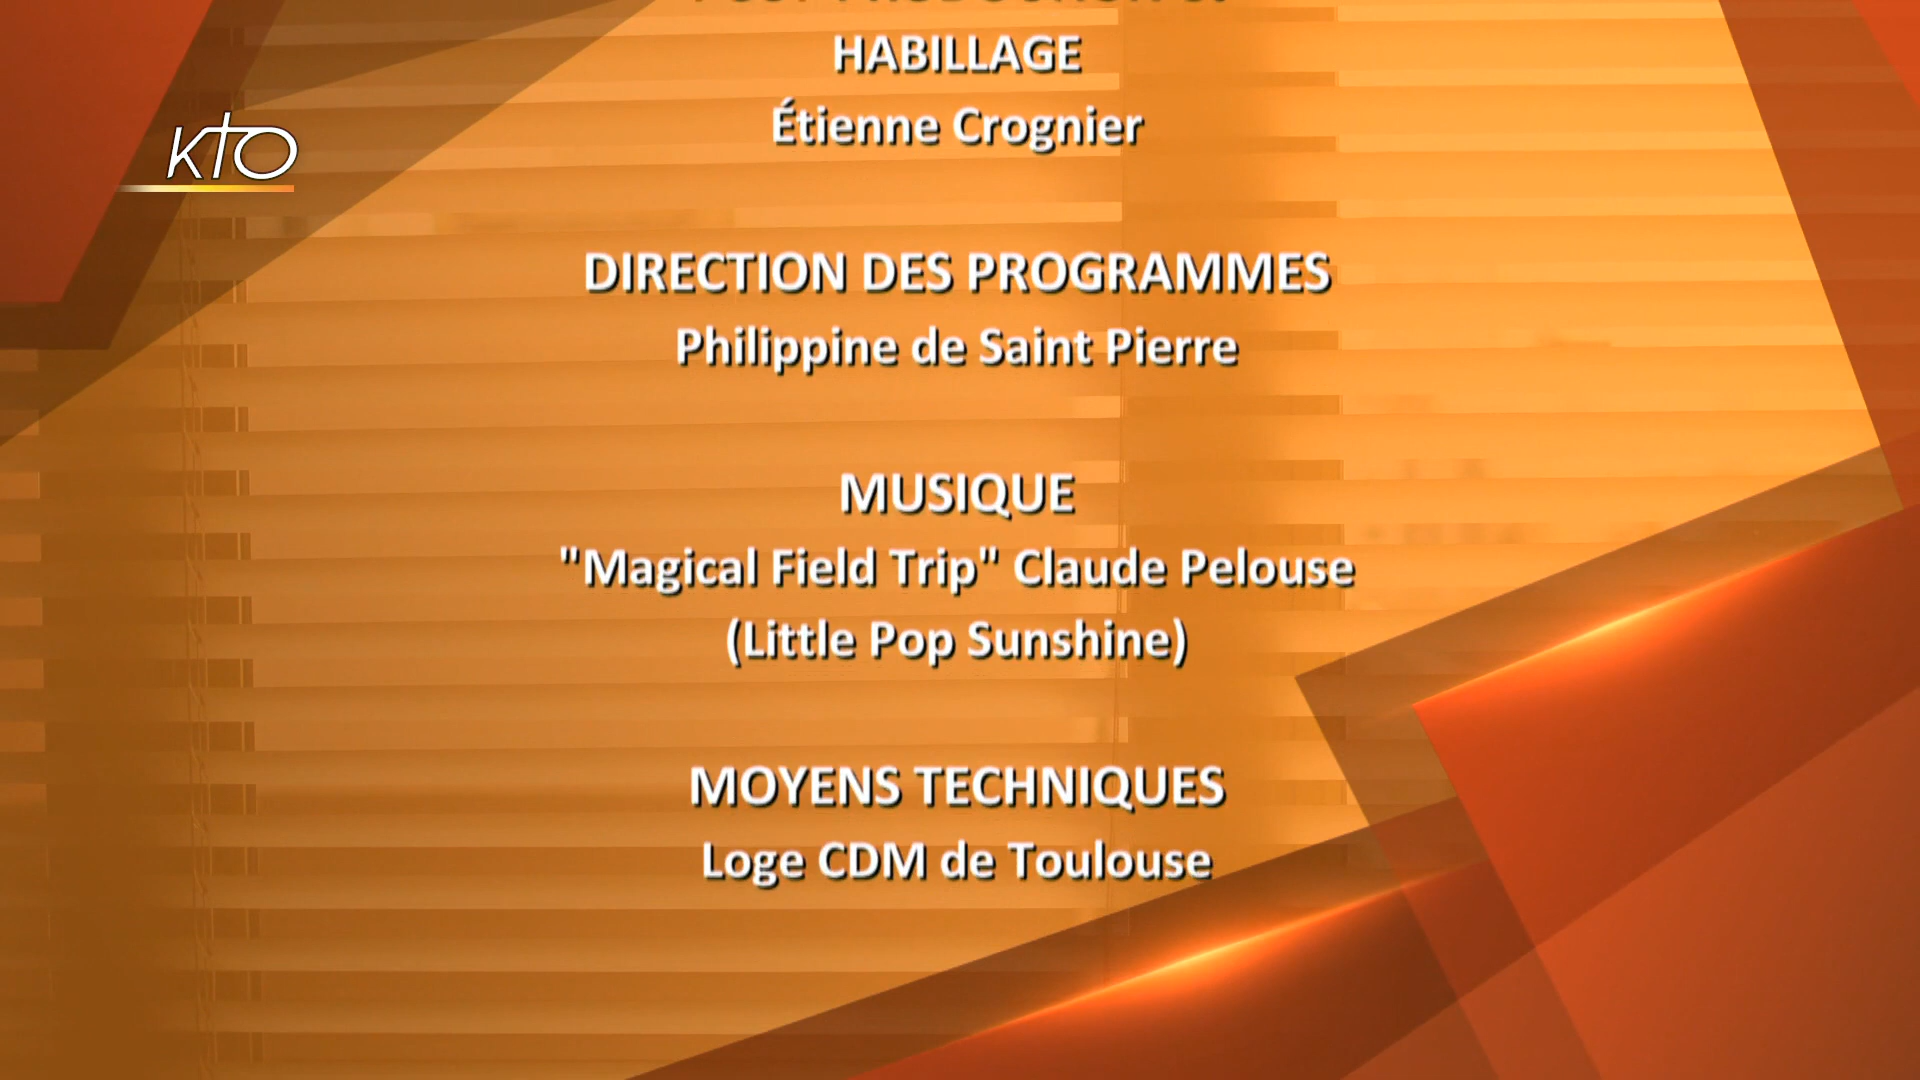 HABILLAGE
Étienne Crognier
KTO
DIRECTION DES PROGRAMMES
Philippine de Saint Pierre
MUSIQUE
"Magical Field Trip" Claude Pelouse
(Little Pop Sunshine)
MOYENS TECHNIQUES
Loge CDM de Toulouse